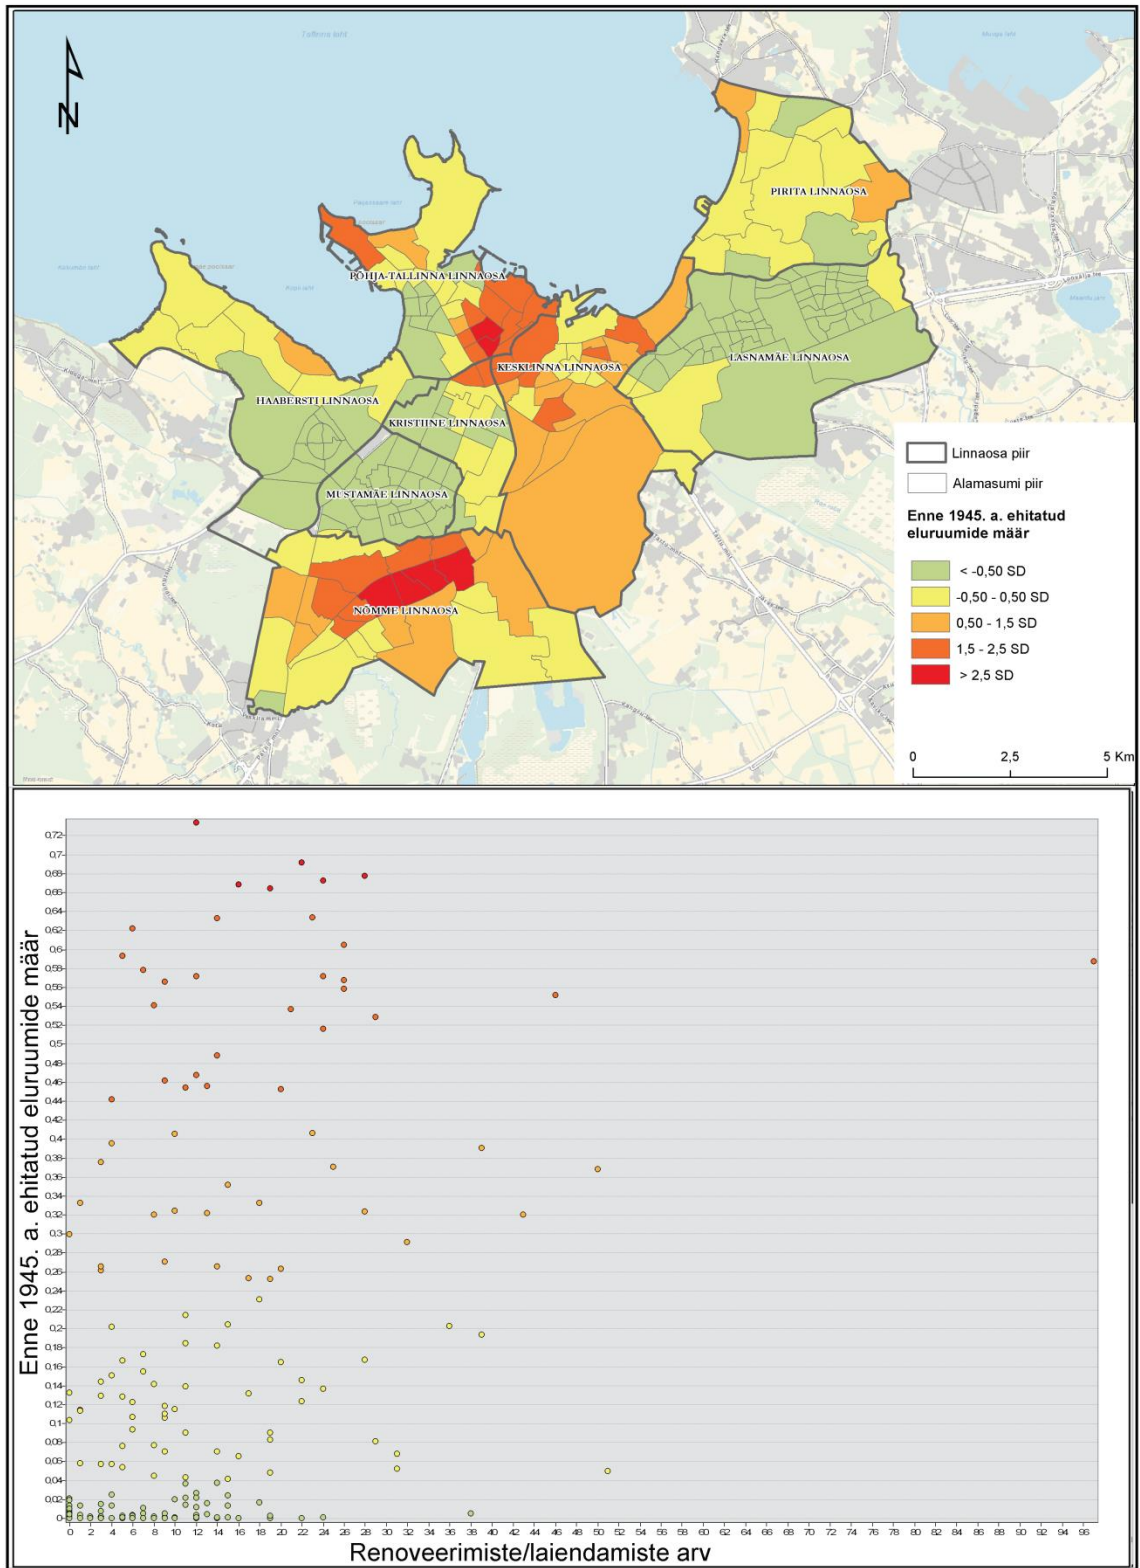 Tallinna laht
Muuga laht
N
PIRITA LINNAOSA
Kopli laht
PÕHJA-TALLINNA LINNAOSA
LASNAMÄE LINNAOSA
KESKLINNA LINNAOSA
HAABERSTI LINNAOSA
KRISTIINE LINNAOSA
MUSTAMÄE LINNAOSA
NÕMME LINNAOSA
Linnaosa piir
Alamasumi piir
Enne 1945. a. ehitatud
eluruumide määr
< -0,50 SD
-0,50 - 0,50 SD
0,50 - 1,5 SD
1,5 - 2,5 SD
> 2,5 SD
0 2,5 5 Km
Enne 1945. a. ehitatud eluruumide määr
0,72
0,7
0,68
0,66
0,64
0,62
0,6
0,58
0,56
0,54
0,52
0,5
0,48
0,46
0,44
0,42
0,4
0,38
0,36
0,34
0,32
0,3
0,28
0,26
0,24
0,22
0,2
0,18
0,16
0,14
0,12
0,1
0,08
0,06
0,04
0,02
0
0 2 4 6 8 10 12 14 16 18 20 22 24 26 28 30 32 34 36 38 40 42 44 46 48 50 52 54 56 58 60 62 64 66 68 70 72 74 76 78 80 82 84 86 88 90 92 94 96
Renoveerimiste/laiendamiste arv